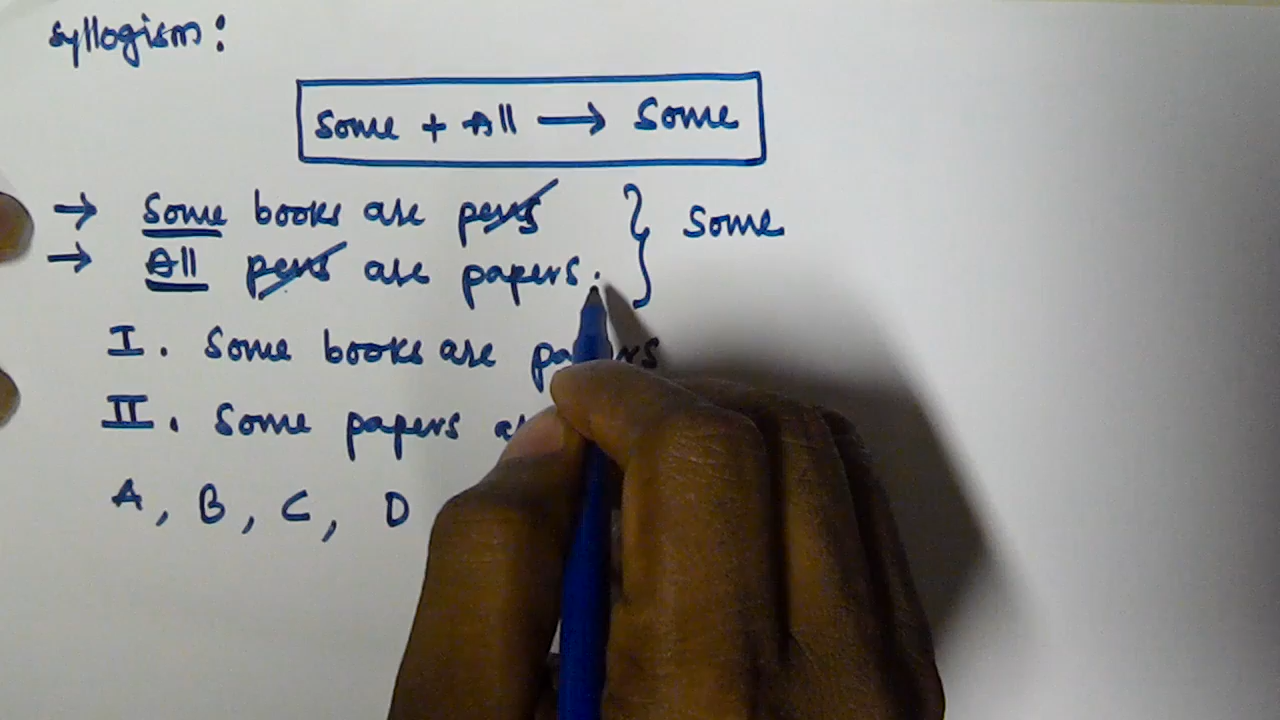 Syllogism:
Some + All → Some
→ Some books are pens } Some
→ All pens are papers.
I. Some books are papers
II. Some papers
A, B, C, D